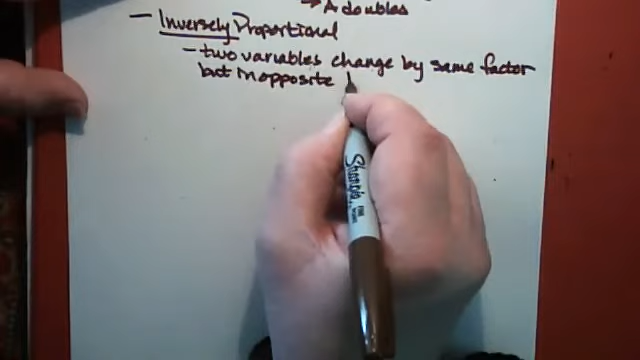 → A doubles
- Inversely Proportional
- two variables change by same factor
but in opposite
Sharpie